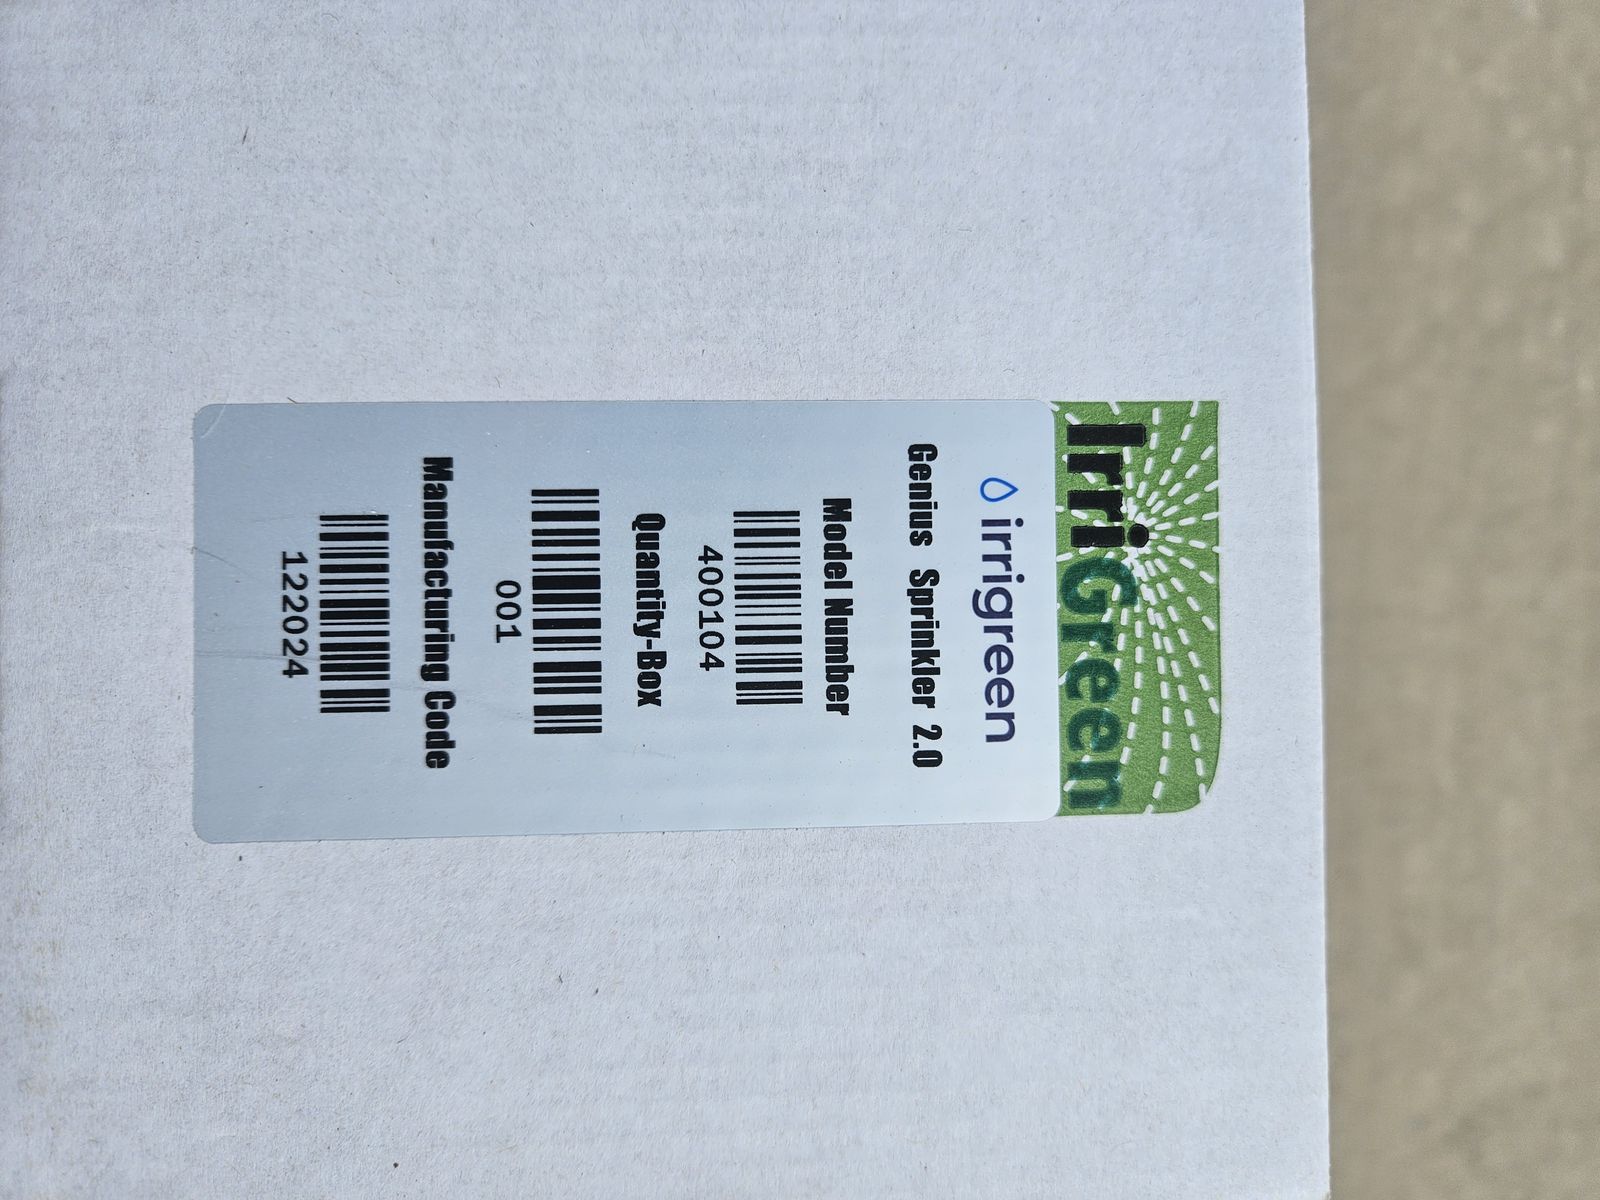 IrriGreen
irrigreen
Genius Sprinkler 2.0
Model Number
400104
Quantity-Box
001
Manufacturing Code
122024